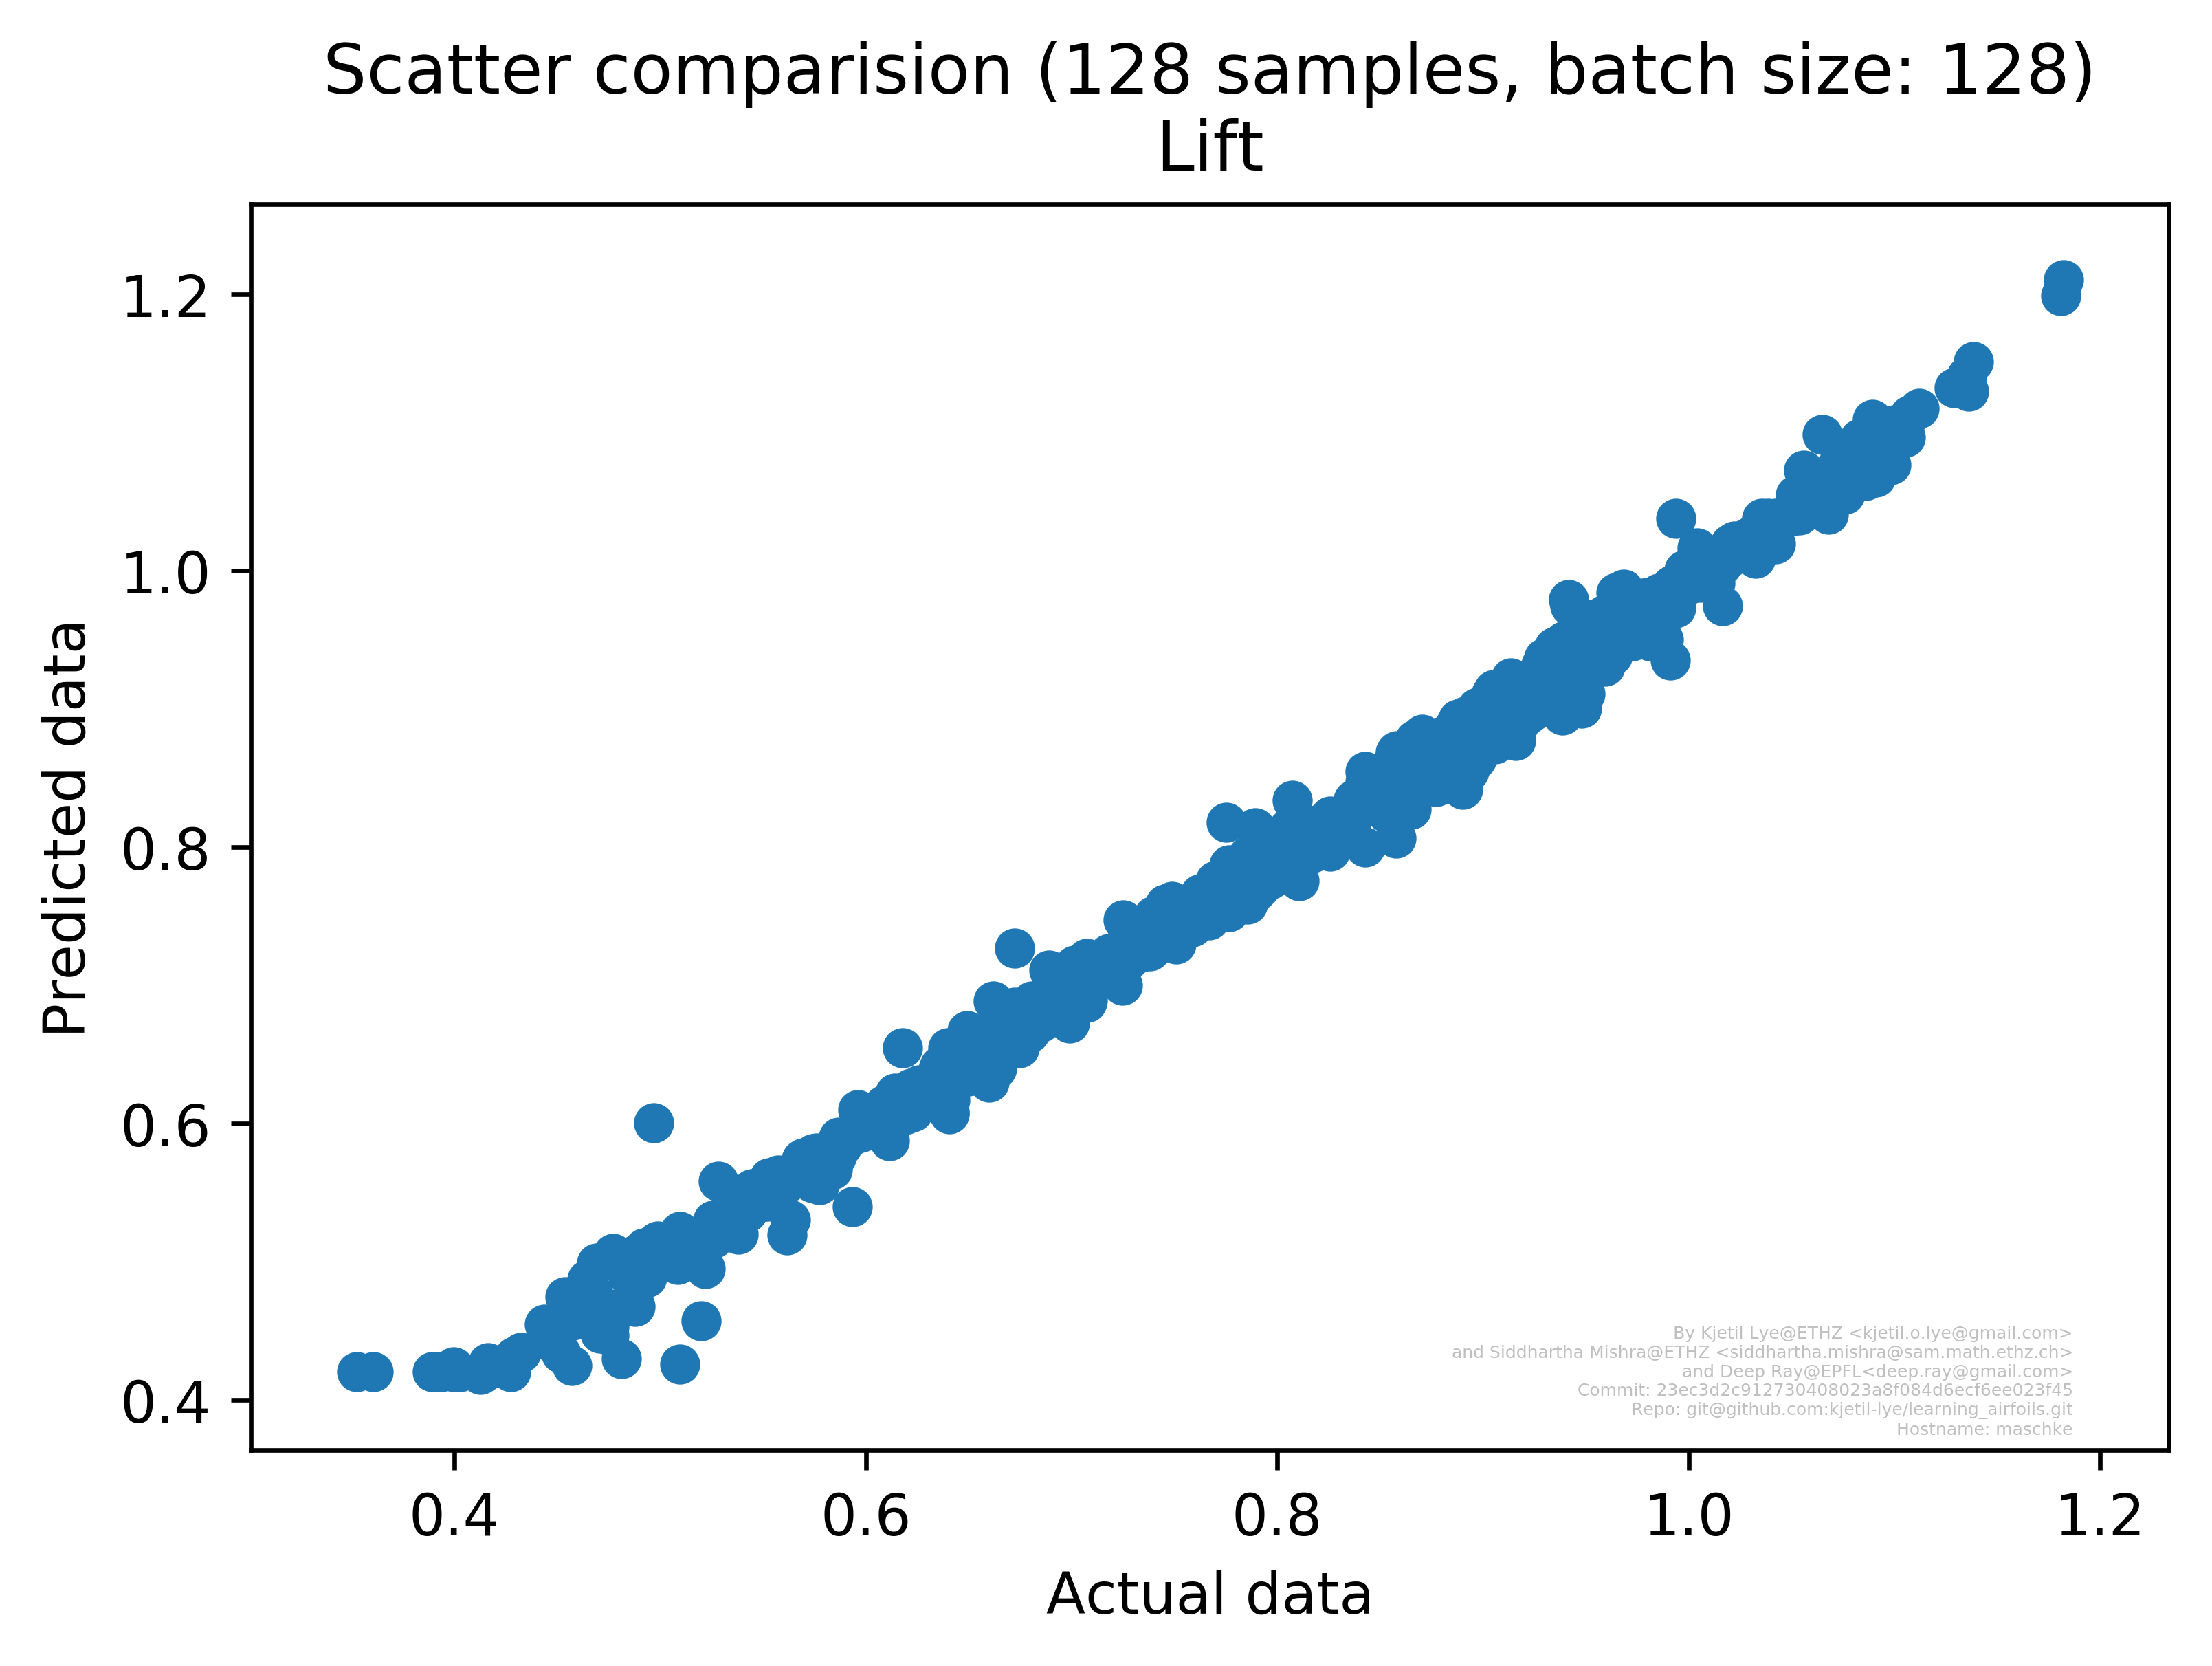 Scatter comparision (128 samples, batch size: 128)
Lift
1.2
1.0
0.8
0.6
0.4
Predicted data
By Kjetil Lye@ETHZ <kjetil.o.lye@gmail.com>
and Siddhartha Mishra@ETHZ <siddhartha.mishra@sam.math.ethz.ch>
and Deep Ray@EPFL<deep.ray@gmail.com>
Commit: 23ec3d2c912730408023a8f084d6ecf6ee023f45
Repo: git@github.com:kjetil-lye/learning_airfoils.git
Hostname: maschke
0.4 0.6 0.8 1.0 1.2
Actual data